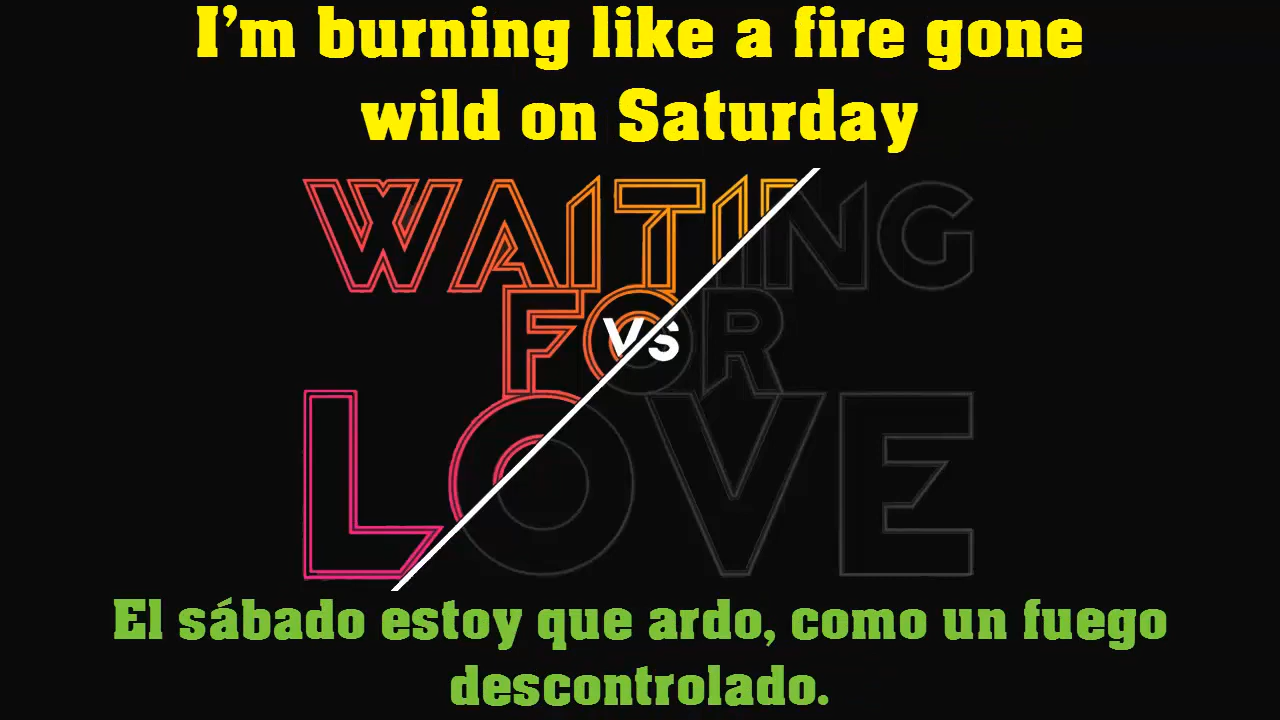 I'm burning like a fire gone
wild on Saturday
WAITING
FOR
VS
LOVE
El sábado estoy que ardo, como un fuego
descontrolado.